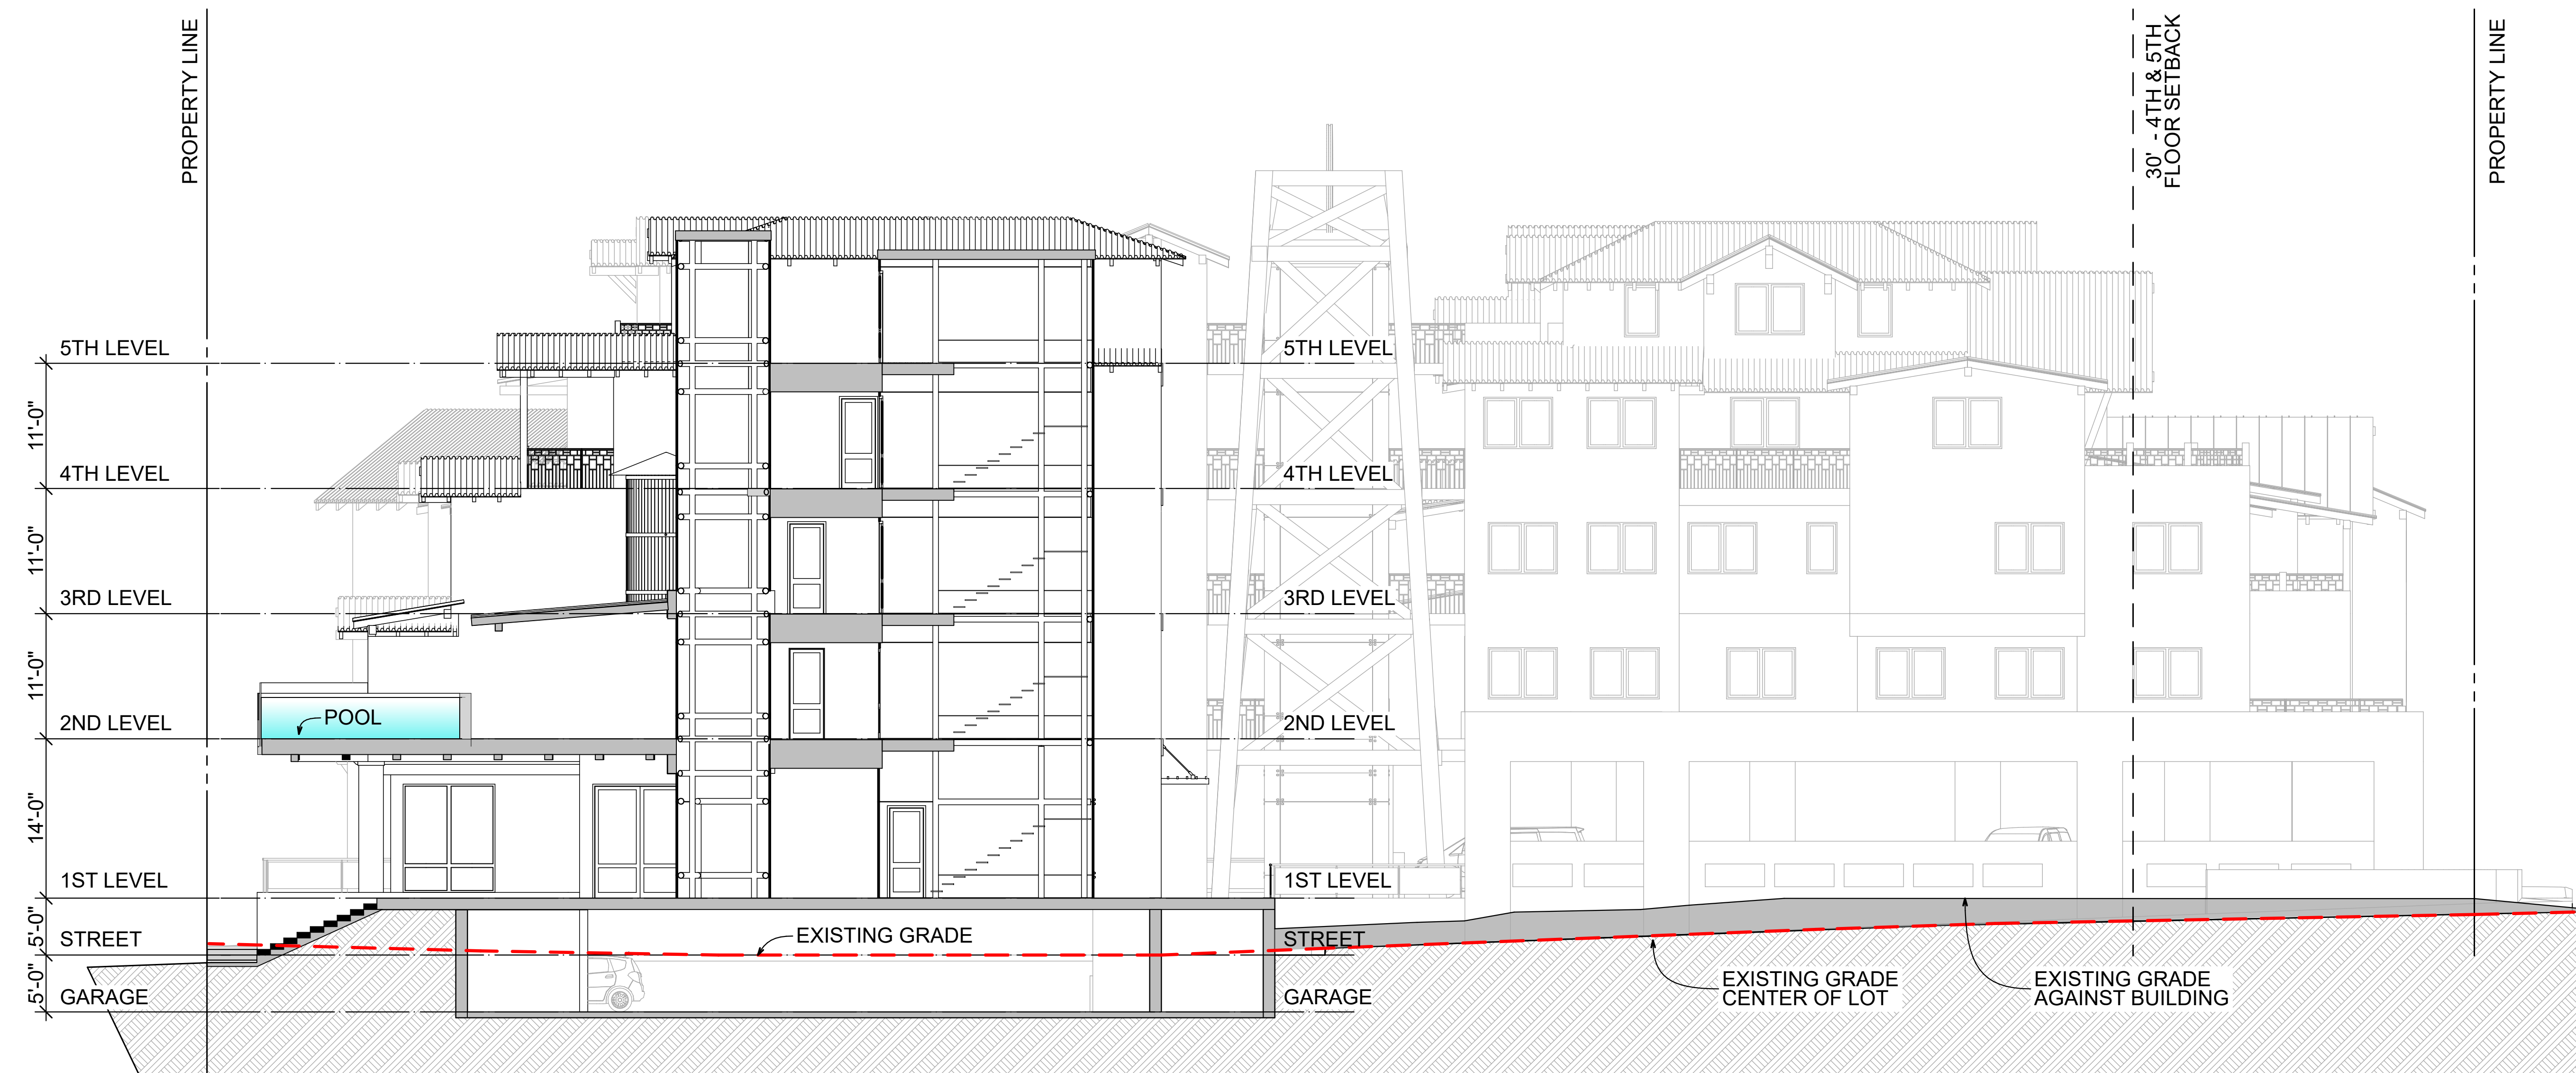 PROPERTY LINE
30' - 4TH & 5TH
FLOOR SETBACK
PROPERTY LINE
5TH LEVEL
5TH LEVEL
11'-0"
4TH LEVEL
4TH LEVEL
11'-0"
3RD LEVEL
3RD LEVEL
11'-0"
POOL
2ND LEVEL
2ND LEVEL
14'-0"
1ST LEVEL
1ST LEVEL
5'-0"
STREET
EXISTING GRADE
STREET
5'-0"
GARAGE
GARAGE
EXISTING GRADE
CENTER OF LOT
EXISTING GRADE
AGAINST BUILDING